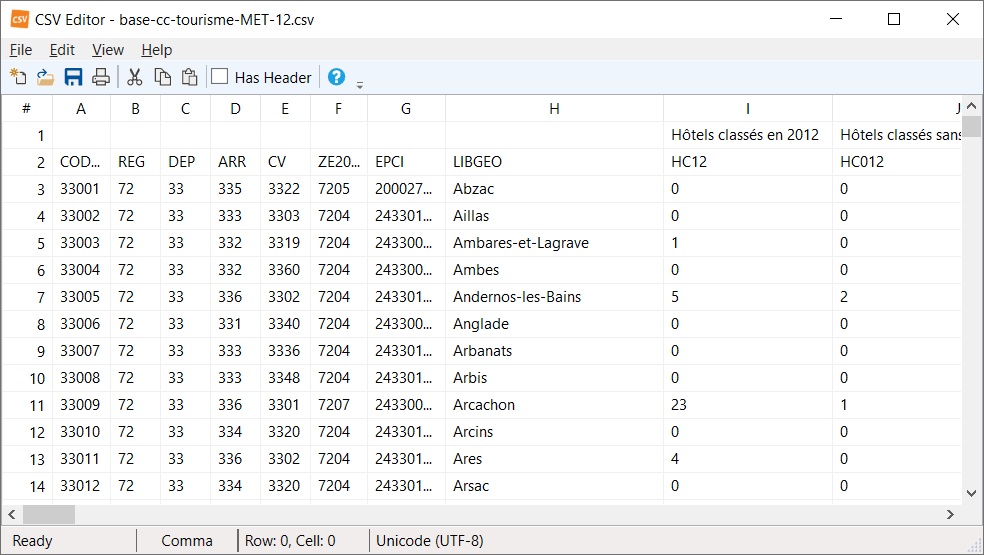 CSV Editor - base-cc-tourisme-MET-12.csv
File Edit View Help
Has Header ?
# A B C D E F G H I J
1 Hôtels classés en 2012 Hôtels classés sans
2 COD... REG DEP ARR CV ZE20... EPCI LIBGEO HC12 HC012
3 33001 72 33 335 3322 7205 200027... Abzac 0 0
4 33002 72 33 333 3303 7204 243301... Aillas 0 0
5 33003 72 33 332 3319 7204 243300... Ambares-et-Lagrave 1 0
6 33004 72 33 332 3360 7204 243300... Ambes 0 0
7 33005 72 33 336 3302 7204 243301... Andernos-les-Bains 5 2
8 33006 72 33 331 3340 7204 243300... Anglade 0 0
9 33007 72 33 333 3336 7204 243301... Arbanats 0 0
10 33008 72 33 333 3348 7204 243301... Arbis 0 0
11 33009 72 33 336 3301 7207 243300... Arcachon 23 1
12 33010 72 33 334 3320 7204 243301... Arcins 0 0
13 33011 72 33 336 3302 7204 243301... Ares 4 0
14 33012 72 33 334 3320 7204 243301... Arsac 0 0
Ready Comma Row: 0, Cell: 0 Unicode (UTF-8)